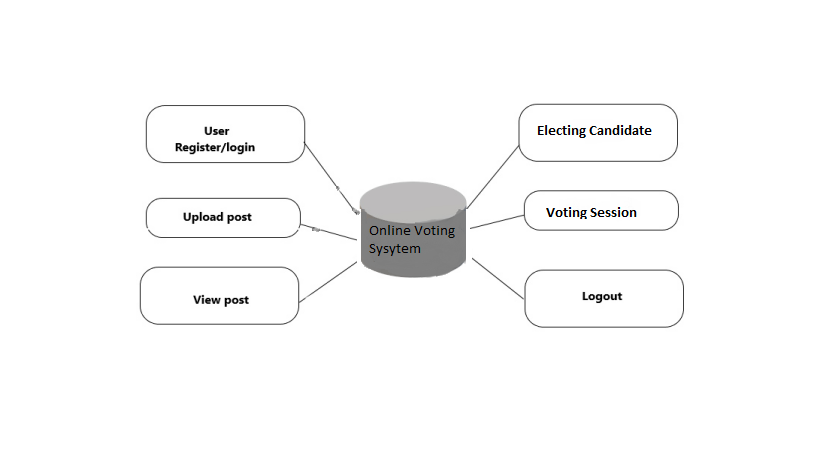 User
Register/login
Upload post
View post
Online Voting
Sysytem
Electing Candidate
Voting Session
Logout